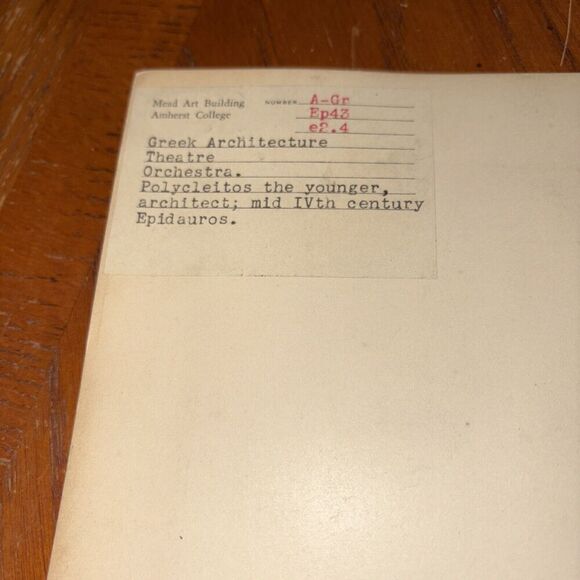 Mead Art Building NUMBER A-Gr
Amherst College Ep43
e2.4
Greek Architecture
Theatre
Orchestra.
Polycleitos the younger,
architect; mid IVth century
Epidauros.